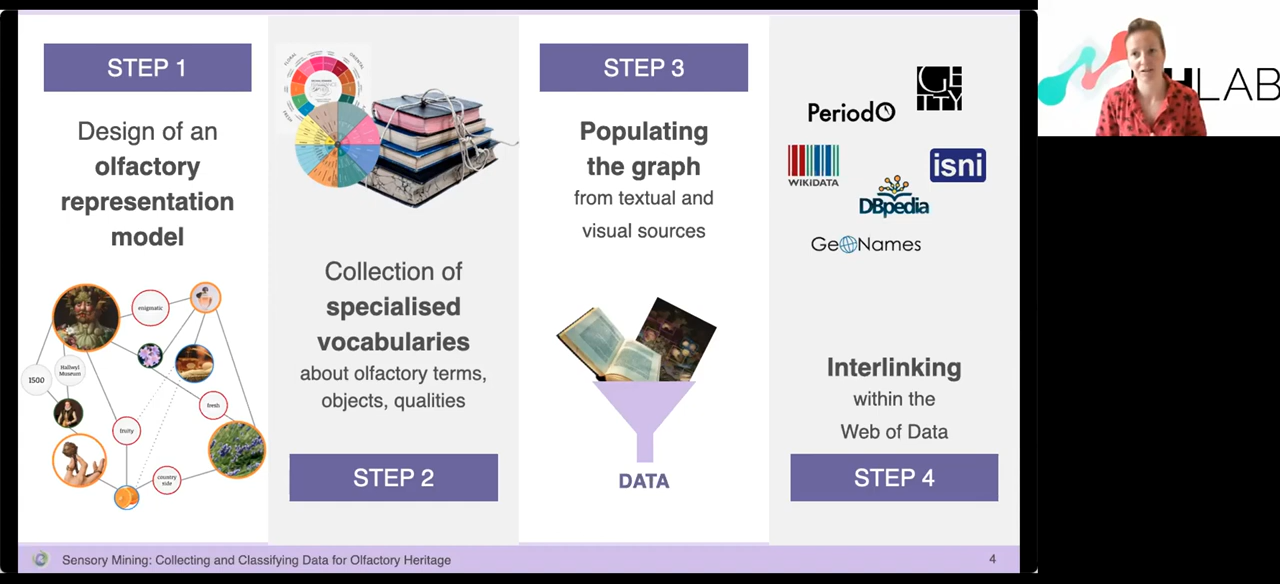 STEP 1
Design of an
olfactory
representation
model
enigmatic
1500
Hallwyl
Museum
fresh
fruity
country
side
FLORAL
ORIENTAL
FRESH
Collection of
specialised
vocabularies
about olfactory terms,
objects, qualities
STEP 2
STEP 3
Populating
the graph
from textual and
visual sources
DATA
PeriodO
GETTY
WIKIDATA
isni
DBpedia
GeoNames
Interlinking
within the
Web of Data
STEP 4
Sensory Mining: Collecting and Classifying Data for Olfactory Heritage
4
LAB